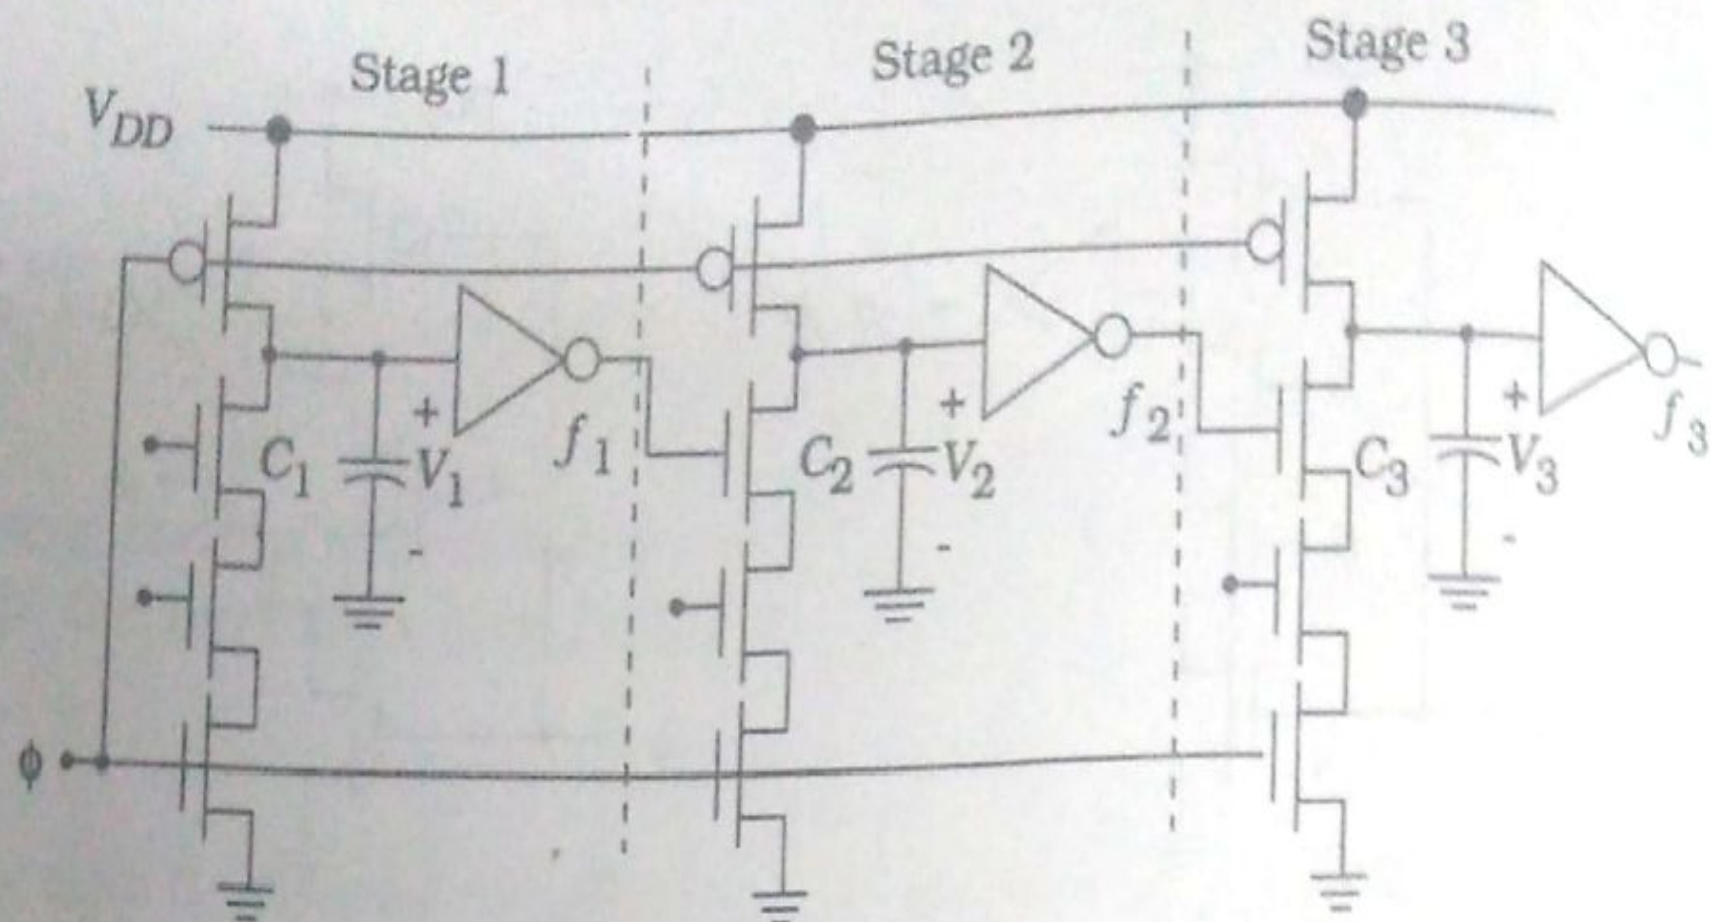 Stage 1
Stage 2
Stage 3
V_DD
C_1
+
V_1
-
f_1
C_2
+
V_2
-
f_2
C_3
+
V_3
-
f_3
ϕ